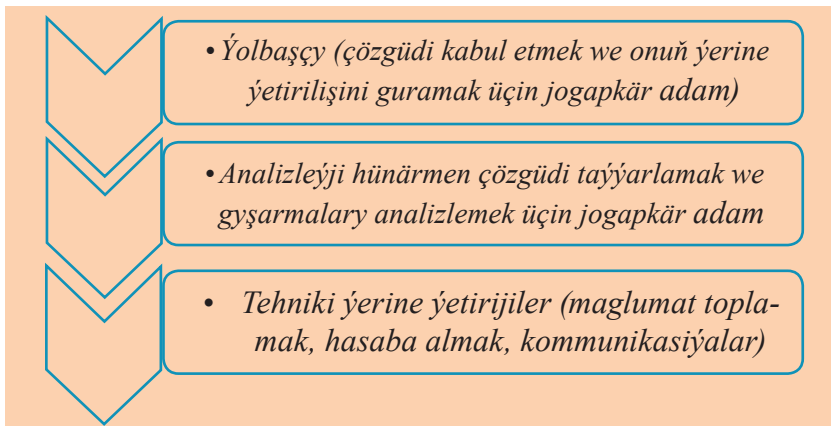 • Ýolbaşçy (çözgüdi kabul etmek we onuň ýerine
ýetirilişini guramak üçin jogapkär adam)
• Analizleýji hünärmen çözgüdi taýýarlamak we
gyşarmalary analizlemek üçin jogapkär adam
• Tehniki ýerine ýetirijiler (maglumat topla-
mak, hasaba almak, kommunikasiýalar)